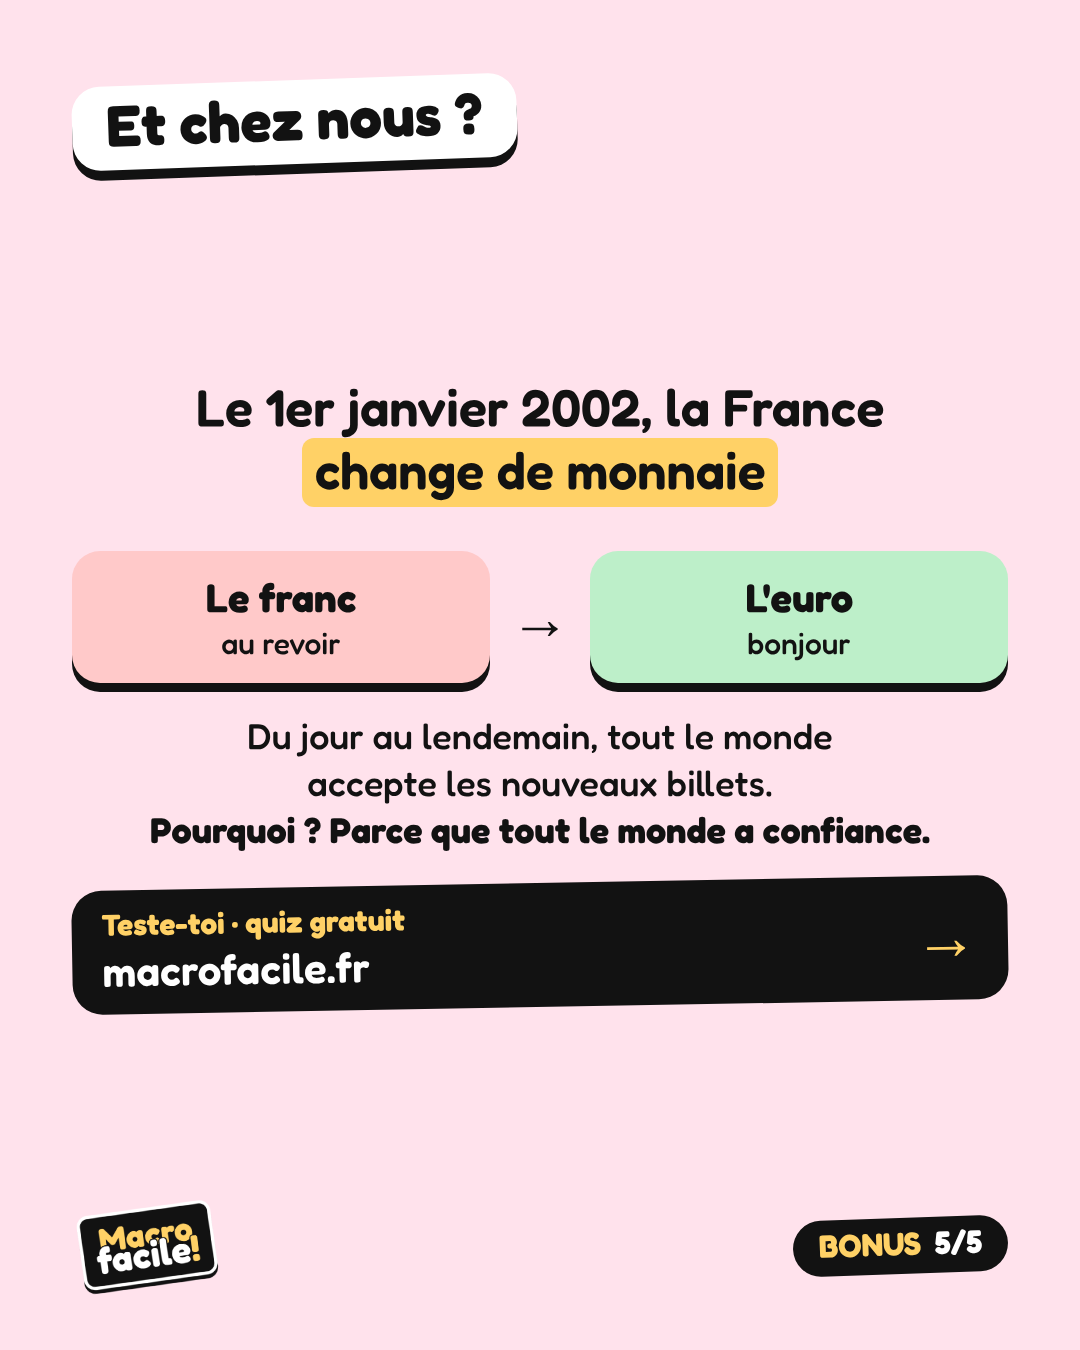 Et chez nous ?
Le 1er janvier 2002, la France
change de monnaie
Le franc
au revoir
→
L'euro
bonjour
Du jour au lendemain, tout le monde
accepte les nouveaux billets.
Pourquoi ? Parce que tout le monde a confiance.
Teste-toi · quiz gratuit
macrofacile.fr
→
Macro
facile!
BONUS 5/5